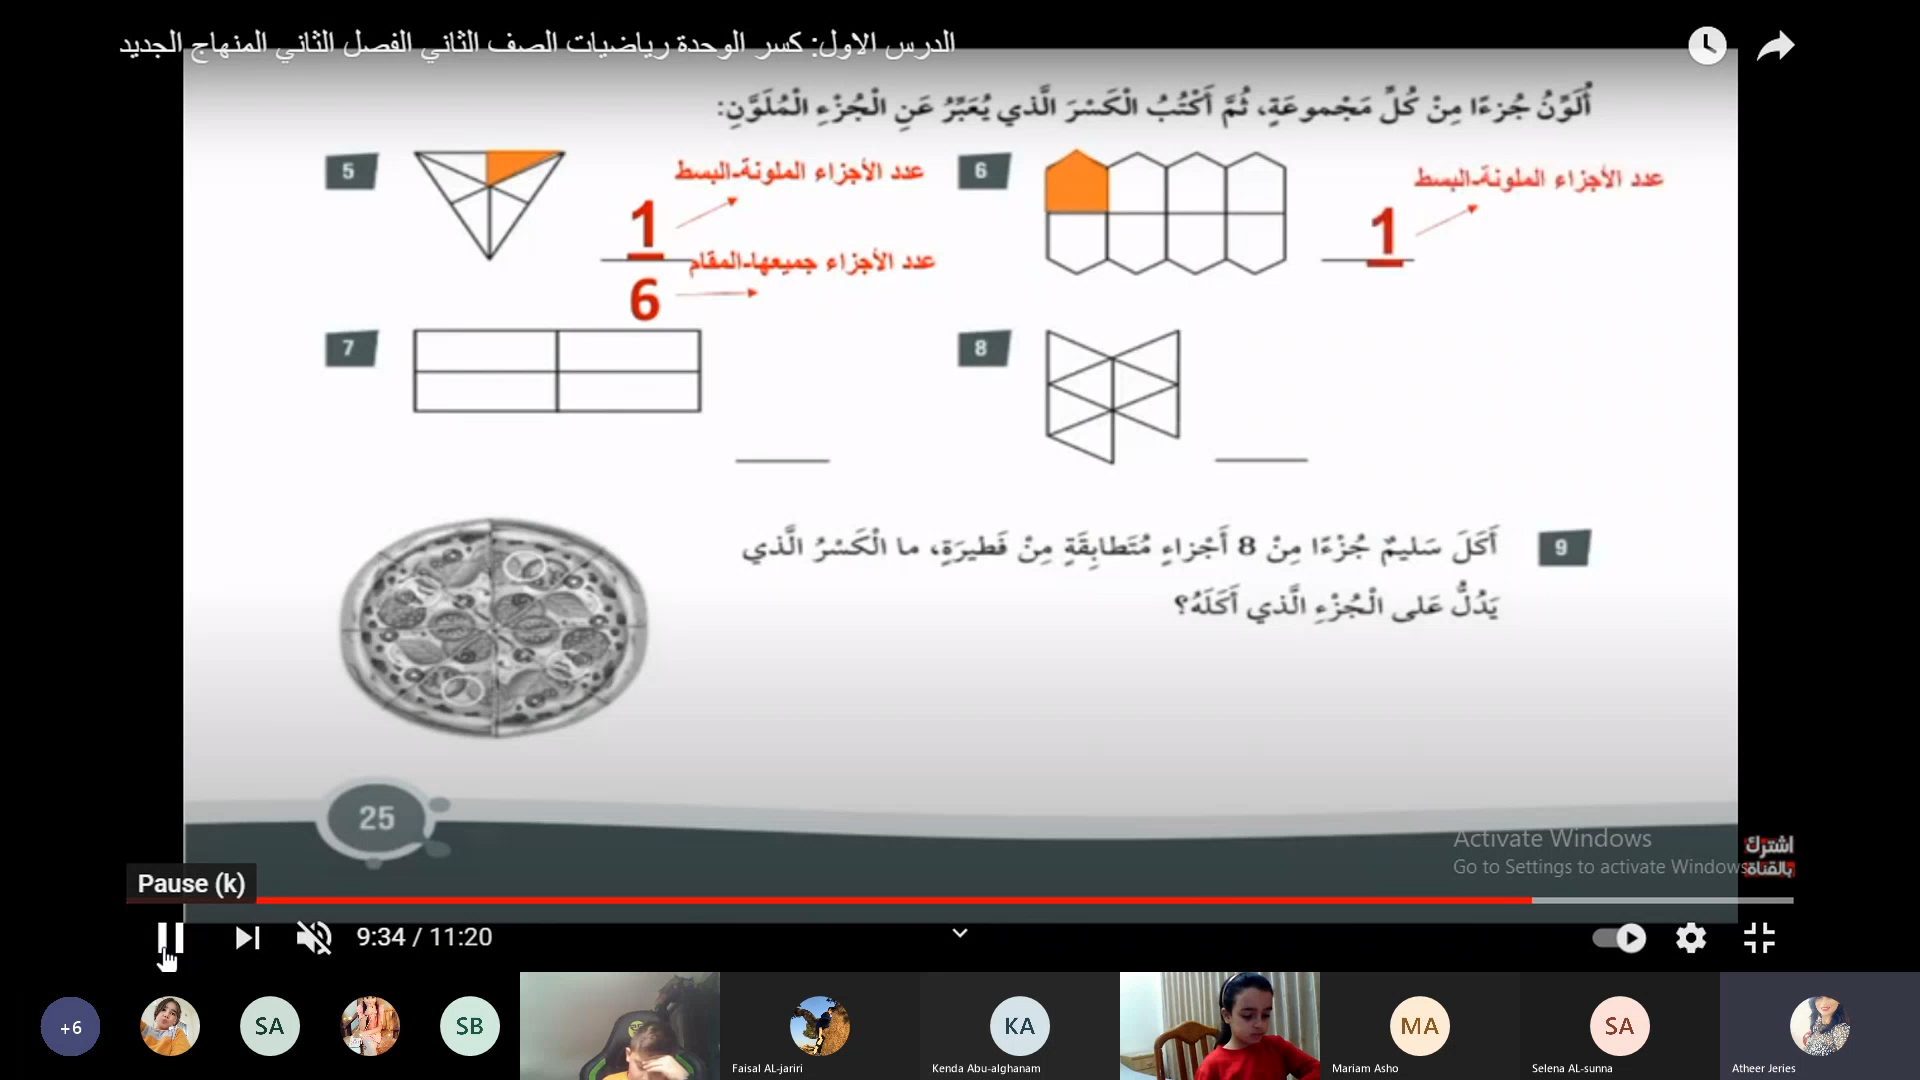 الدرس الاول: كسر الوحدة رياضيات الصف الثاني الفصل الثاني المنهاج الجديد
أُلَوِّنُ جُزءًا مِنْ كُلِّ مَجْموعَةٍ، ثُمَّ أَكْتُبُ الْكَسْرَ الَّذي يُعَبِّرُ عَنِ الْجُزْءِ الْمُلَوَّنِ:
6
عدد الأجزاء الملونة-البسط
1
5
عدد الأجزاء الملونة-البسط
1
عدد الأجزاء جميعها-المقام
6
8
7
9
أَكَلَ سَليمٌ جُزْءًا مِنْ 8 أَجْزاءٍ مُتَطابِقَةٍ مِنْ فَطيرَةٍ، ما الْكَسْرُ الَّذي
يَدُلُّ عَلى الْجُزْءِ الَّذي أَكَلَهُ؟
25
Activate Windows
Go to Settings to activate Windows
اشترك
بالقناة
Pause (k)
9:34 / 11:20
+6
SA
SB
Faisal AL-jariri
KA
Kenda Abu-alghanam
MA
Mariam Asho
SA
Selena AL-sunna
Atheer Jeries